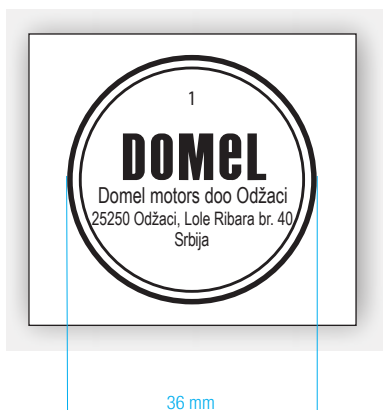 1
DOMeL
Domel motors doo Odžaci
25250 Odžaci, Lole Ribara br. 40
Srbija
36 mm